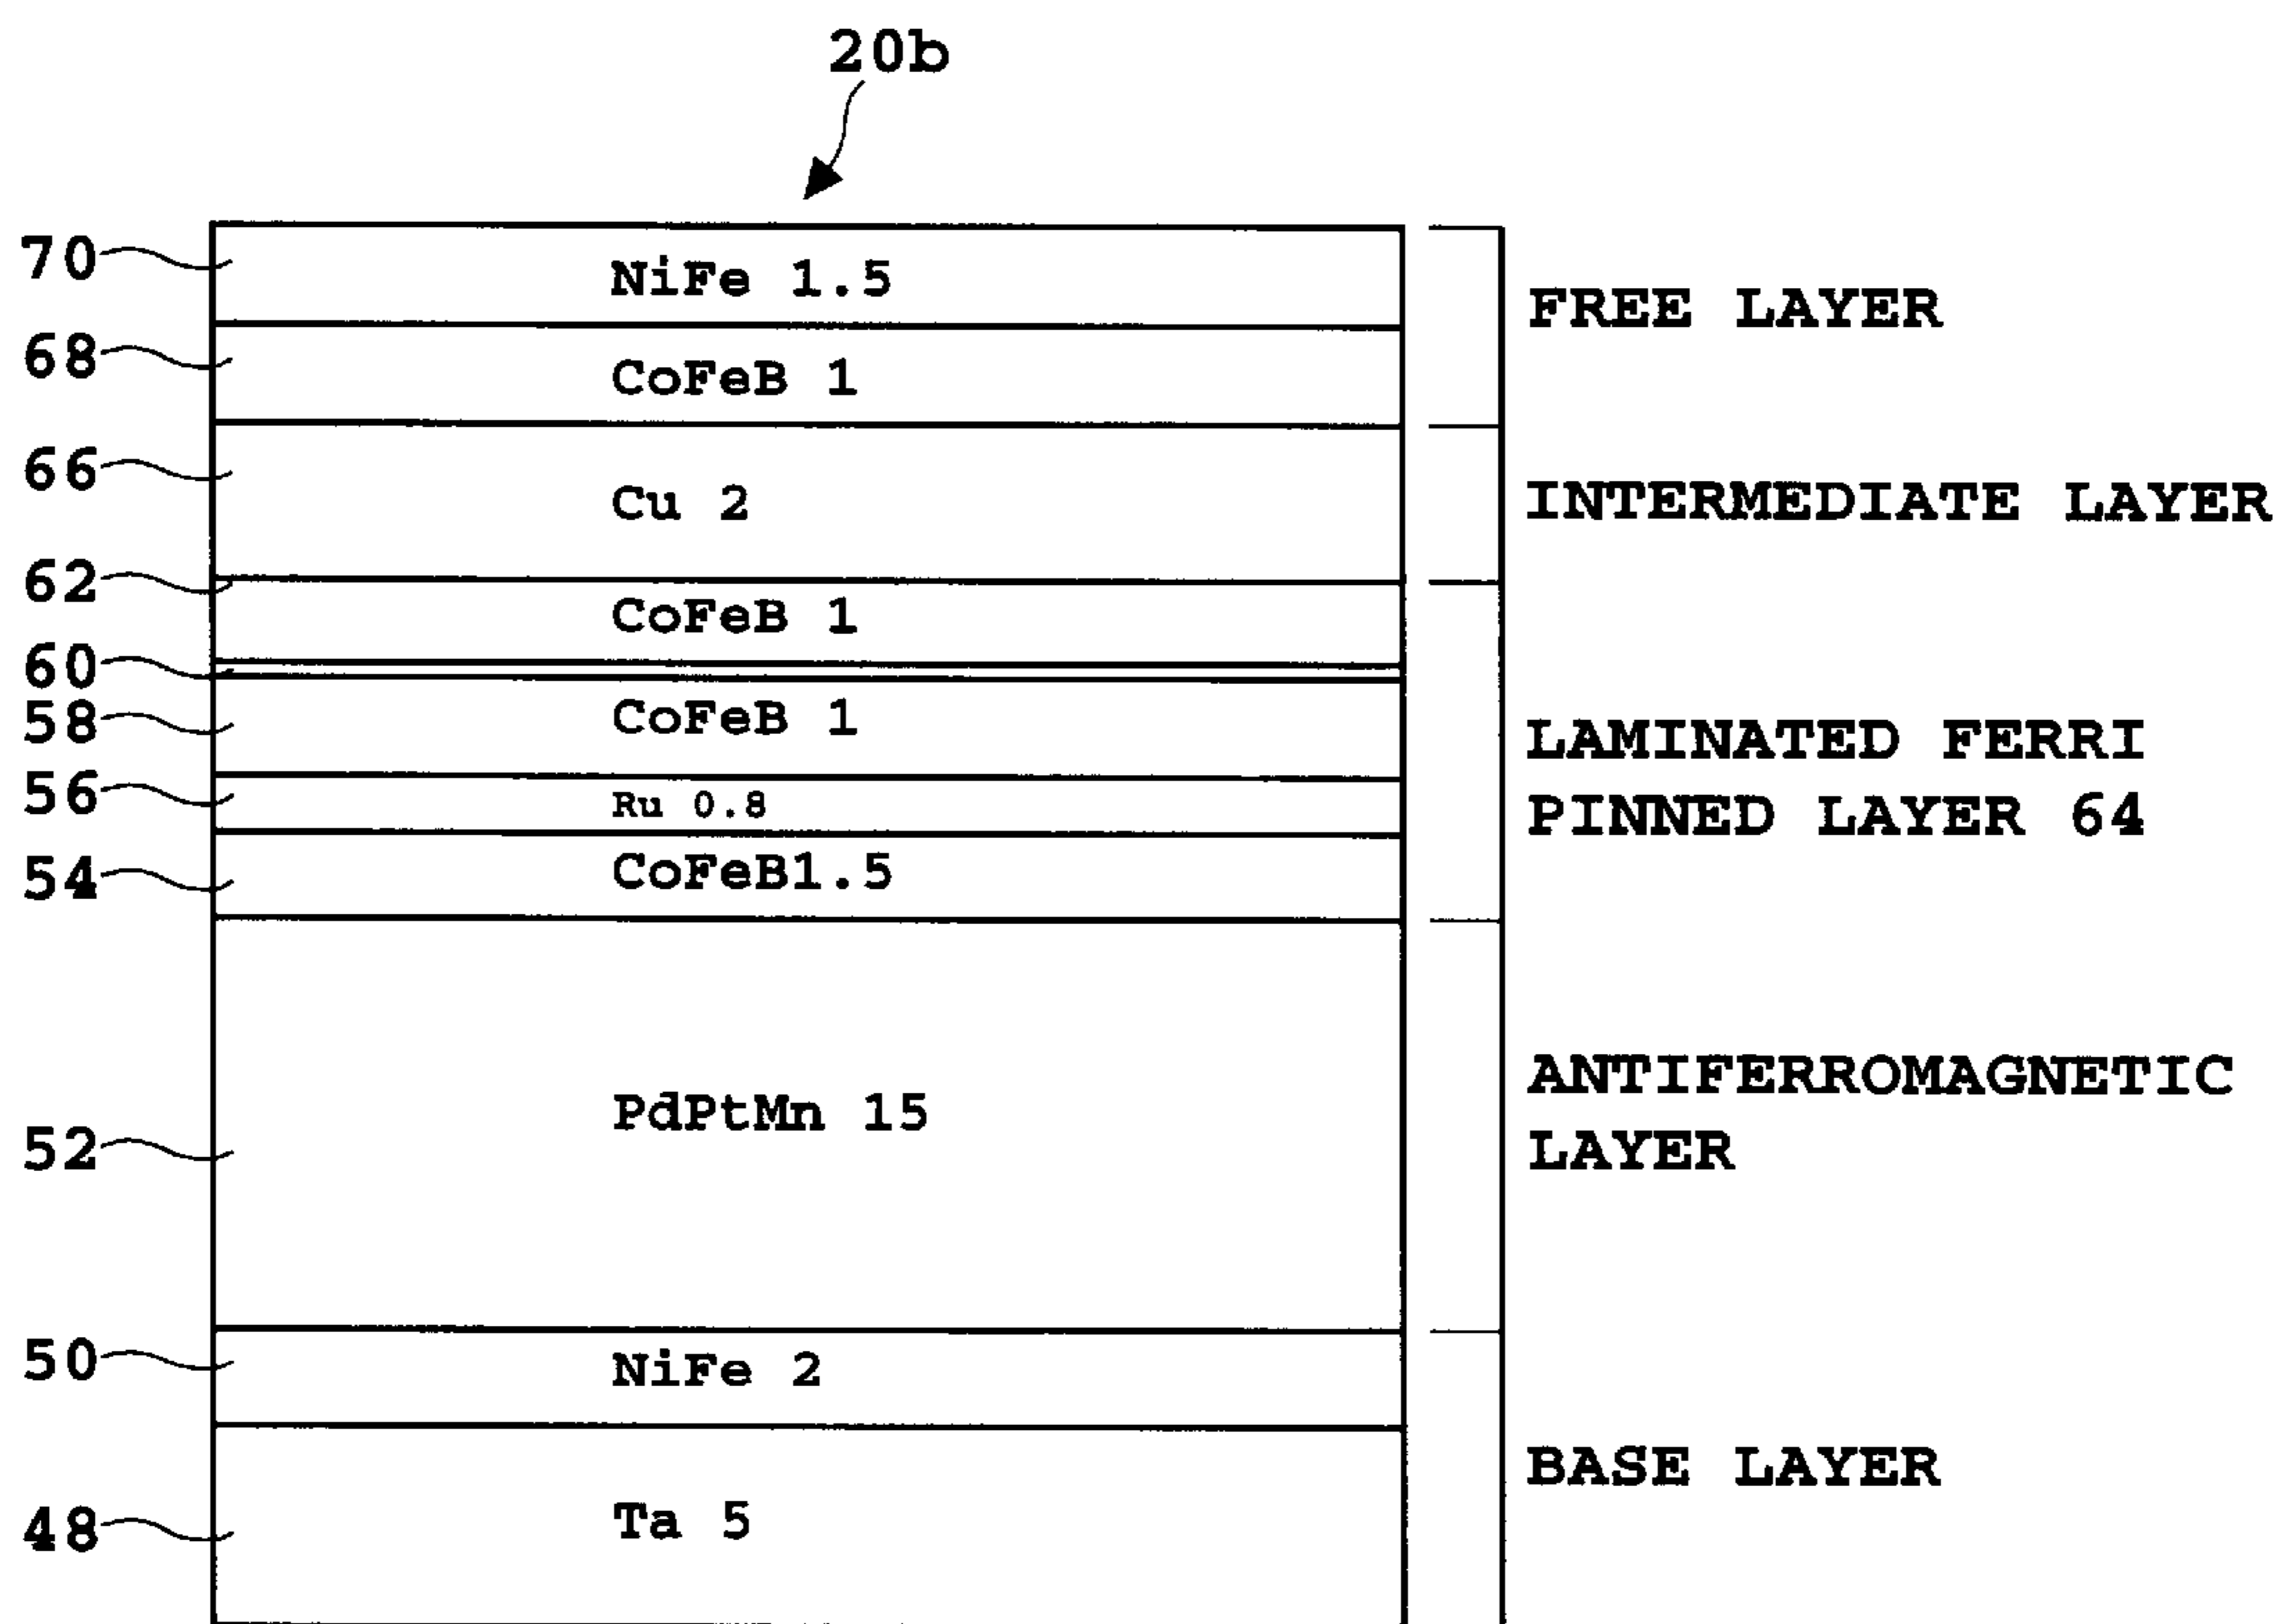 20b
70
NiFe 1.5
FREE LAYER
68
CoFeB 1
66
Cu 2
INTERMEDIATE LAYER
62
CoFeB 1
60
58
CoFeB 1
LAMINATED FERRI
PINNED LAYER 64
56
Ru 0.8
54
CoFeB1.5
52
PdPtMn 15
ANTIFERROMAGNETIC
LAYER
50
NiFe 2
BASE LAYER
48
Ta 5